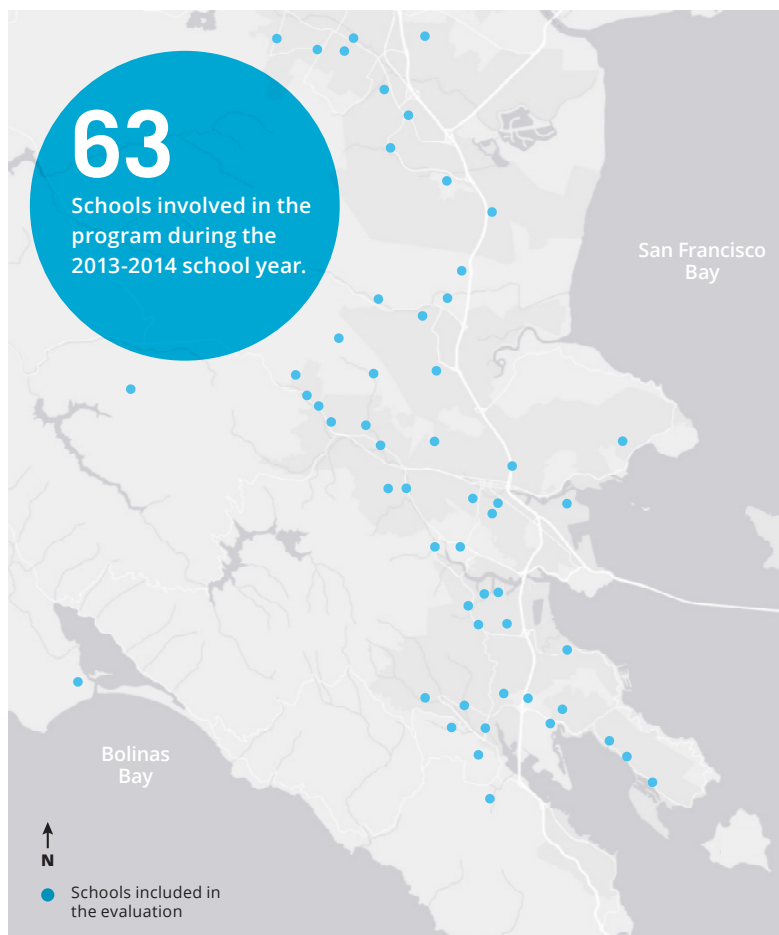 63
Schools involved in the
program during the
2013-2014 school year.
San Francisco
Bay
Bolinas
Bay
N
Schools included in
the evaluation